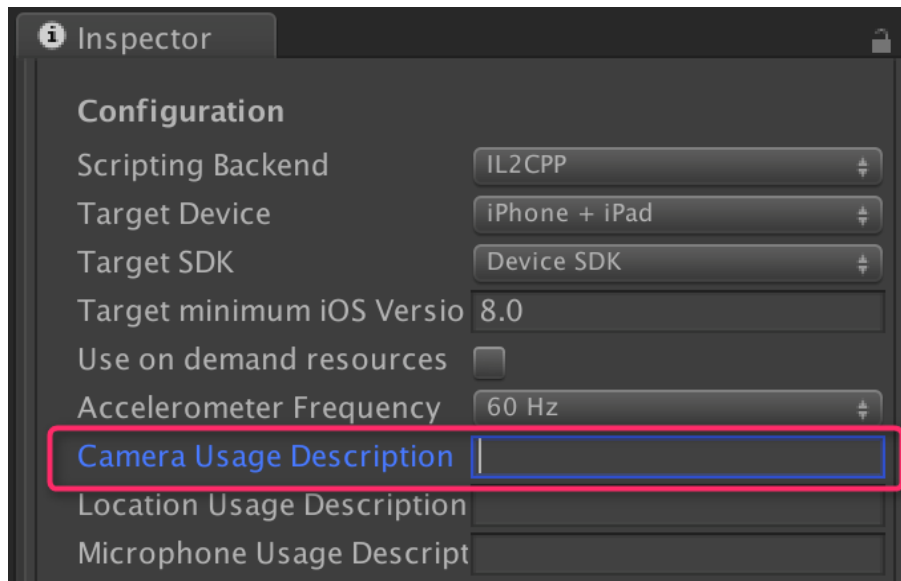 Inspector
Configuration
Scripting Backend IL2CPP
Target Device iPhone + iPad
Target SDK Device SDK
Target minimum iOS Versio 8.0
Use on demand resources
Accelerometer Frequency 60 Hz
Camera Usage Description
Location Usage Description
Microphone Usage Descript